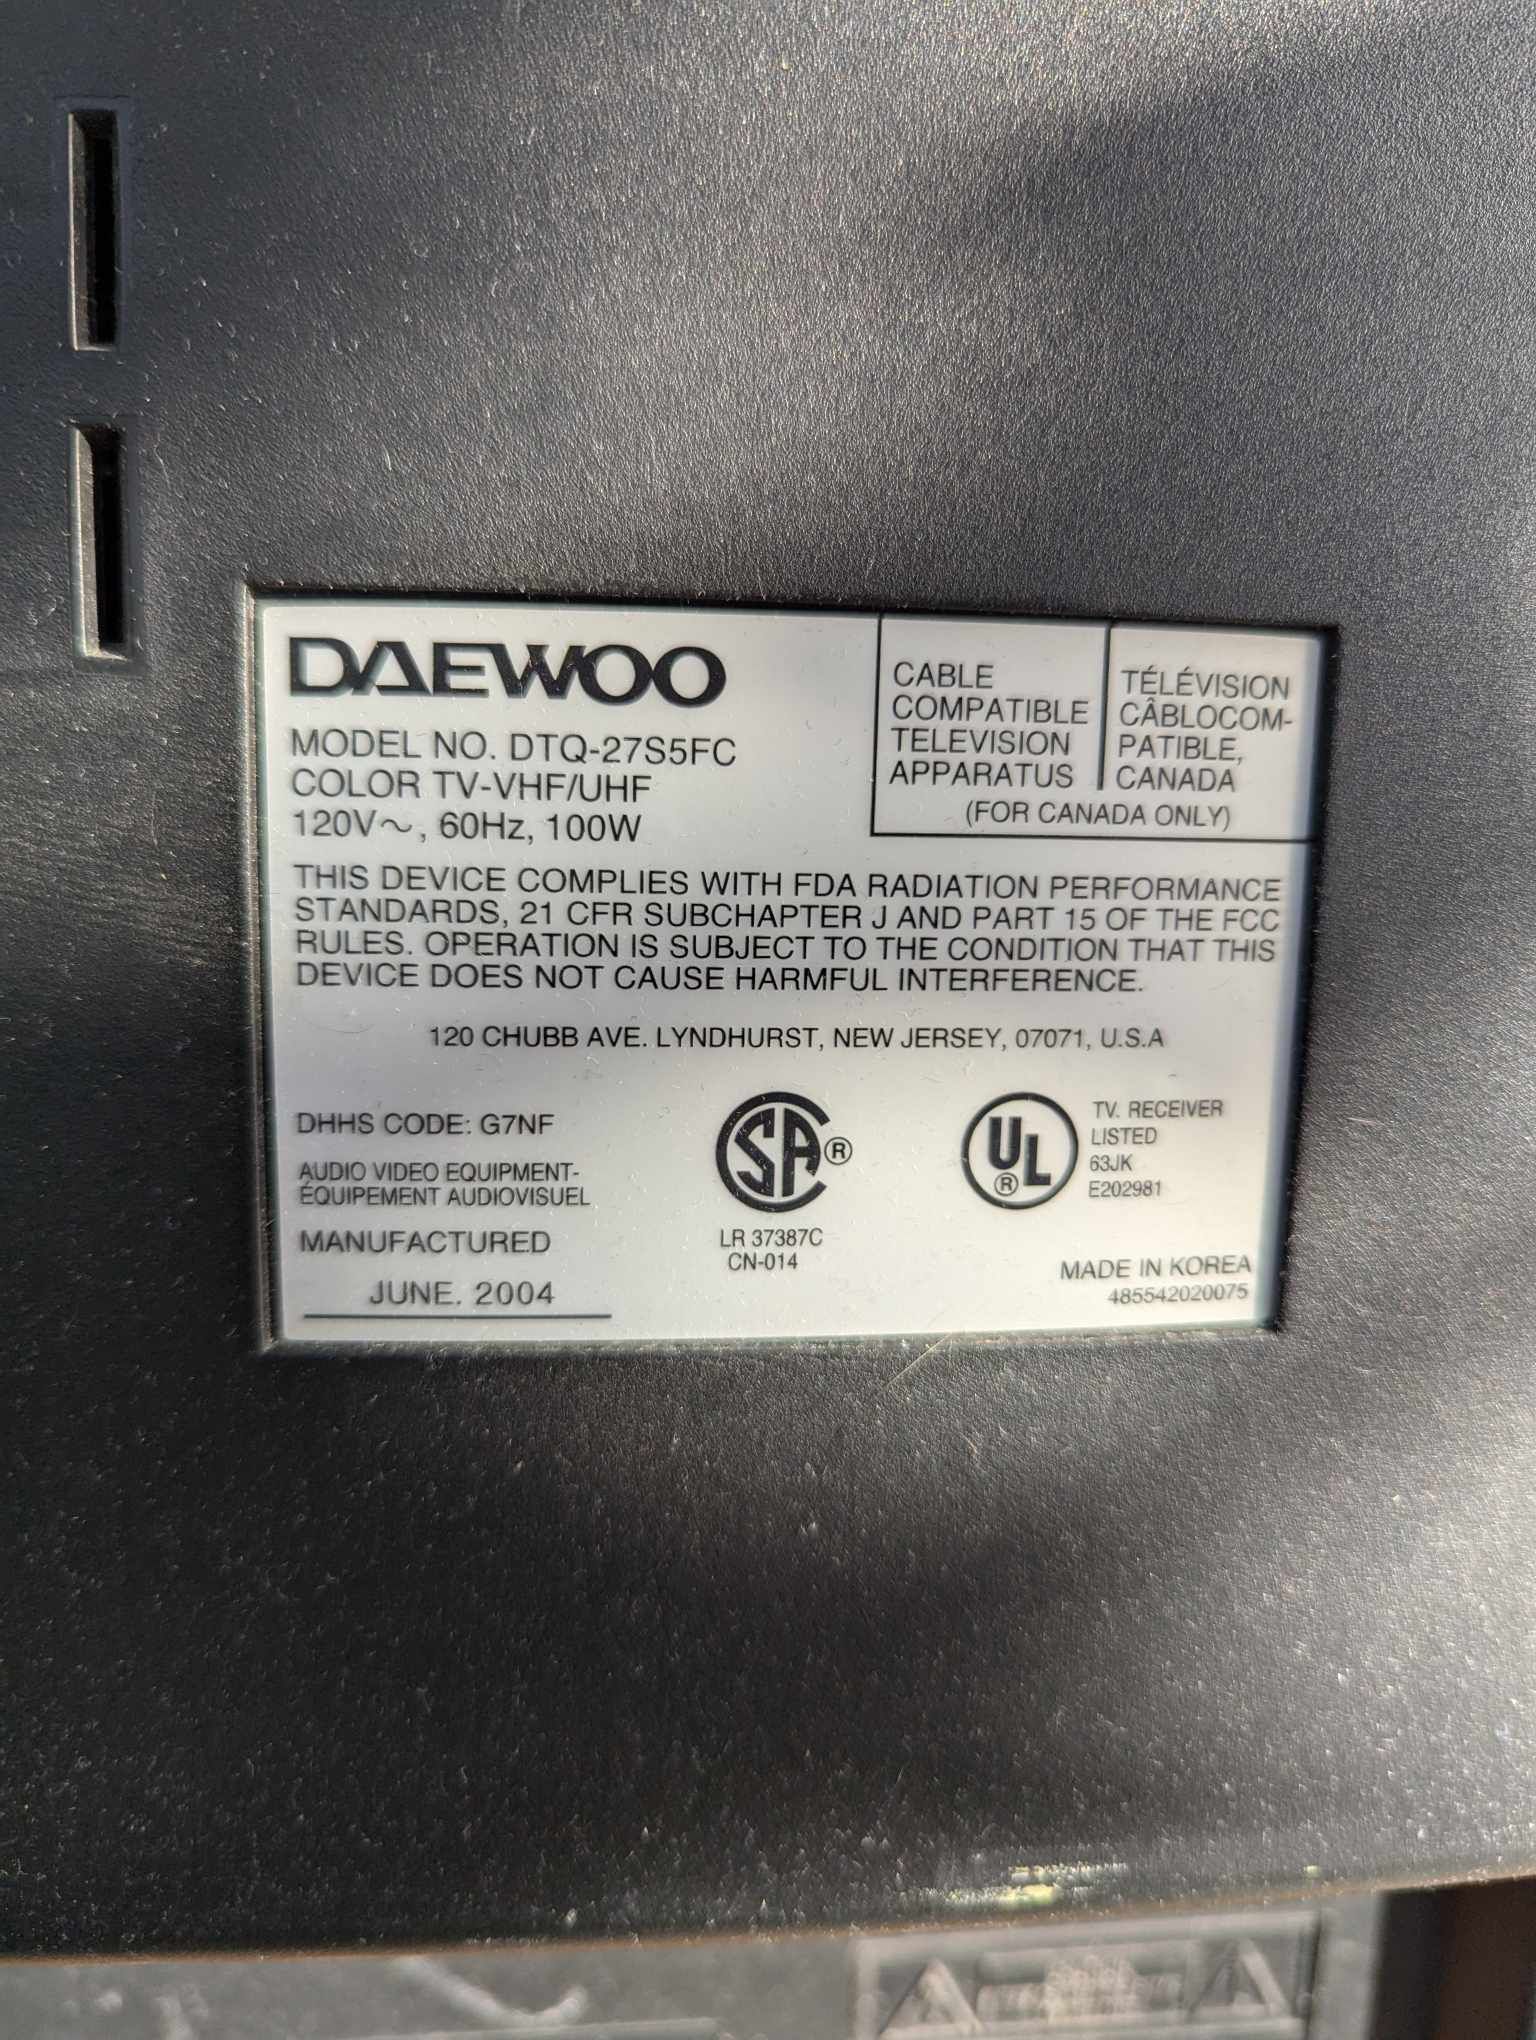 DAEWOO
MODEL NO. DTQ-27S5FC
COLOR TV-VHF/UHF
120V～, 60Hz, 100W
CABLE
COMPATIBLE
TELEVISION
APPARATUS
TÉLÉVISION
CÂBLOCOM-
PATIBLE,
CANADA
(FOR CANADA ONLY)
THIS DEVICE COMPLIES WITH FDA RADIATION PERFORMANCE
STANDARDS, 21 CFR SUBCHAPTER J AND PART 15 OF THE FCC
RULES. OPERATION IS SUBJECT TO THE CONDITION THAT THIS
DEVICE DOES NOT CAUSE HARMFUL INTERFERENCE.
120 CHUBB AVE. LYNDHURST, NEW JERSEY, 07071, U.S.A
DHHS CODE: G7NF
AUDIO VIDEO EQUIPMENT-
ÉQUIPEMENT AUDIOVISUEL
MANUFACTURED
JUNE. 2004
SA®
LR 37387C
CN-014
UL®
TV. RECEIVER
LISTED
63JK
E202981
MADE IN KOREA
485542020075